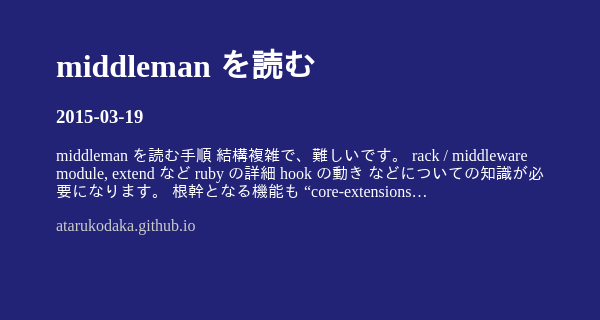 middleman を読む
2015-03-19
middleman を読む手順 結構複雑で、難しいです。 rack / middleware
module, extend など ruby の詳細 hook の動き などについての知識が必
要になります。 根幹となる機能も “core-extensions…
atarukodaka.github.io